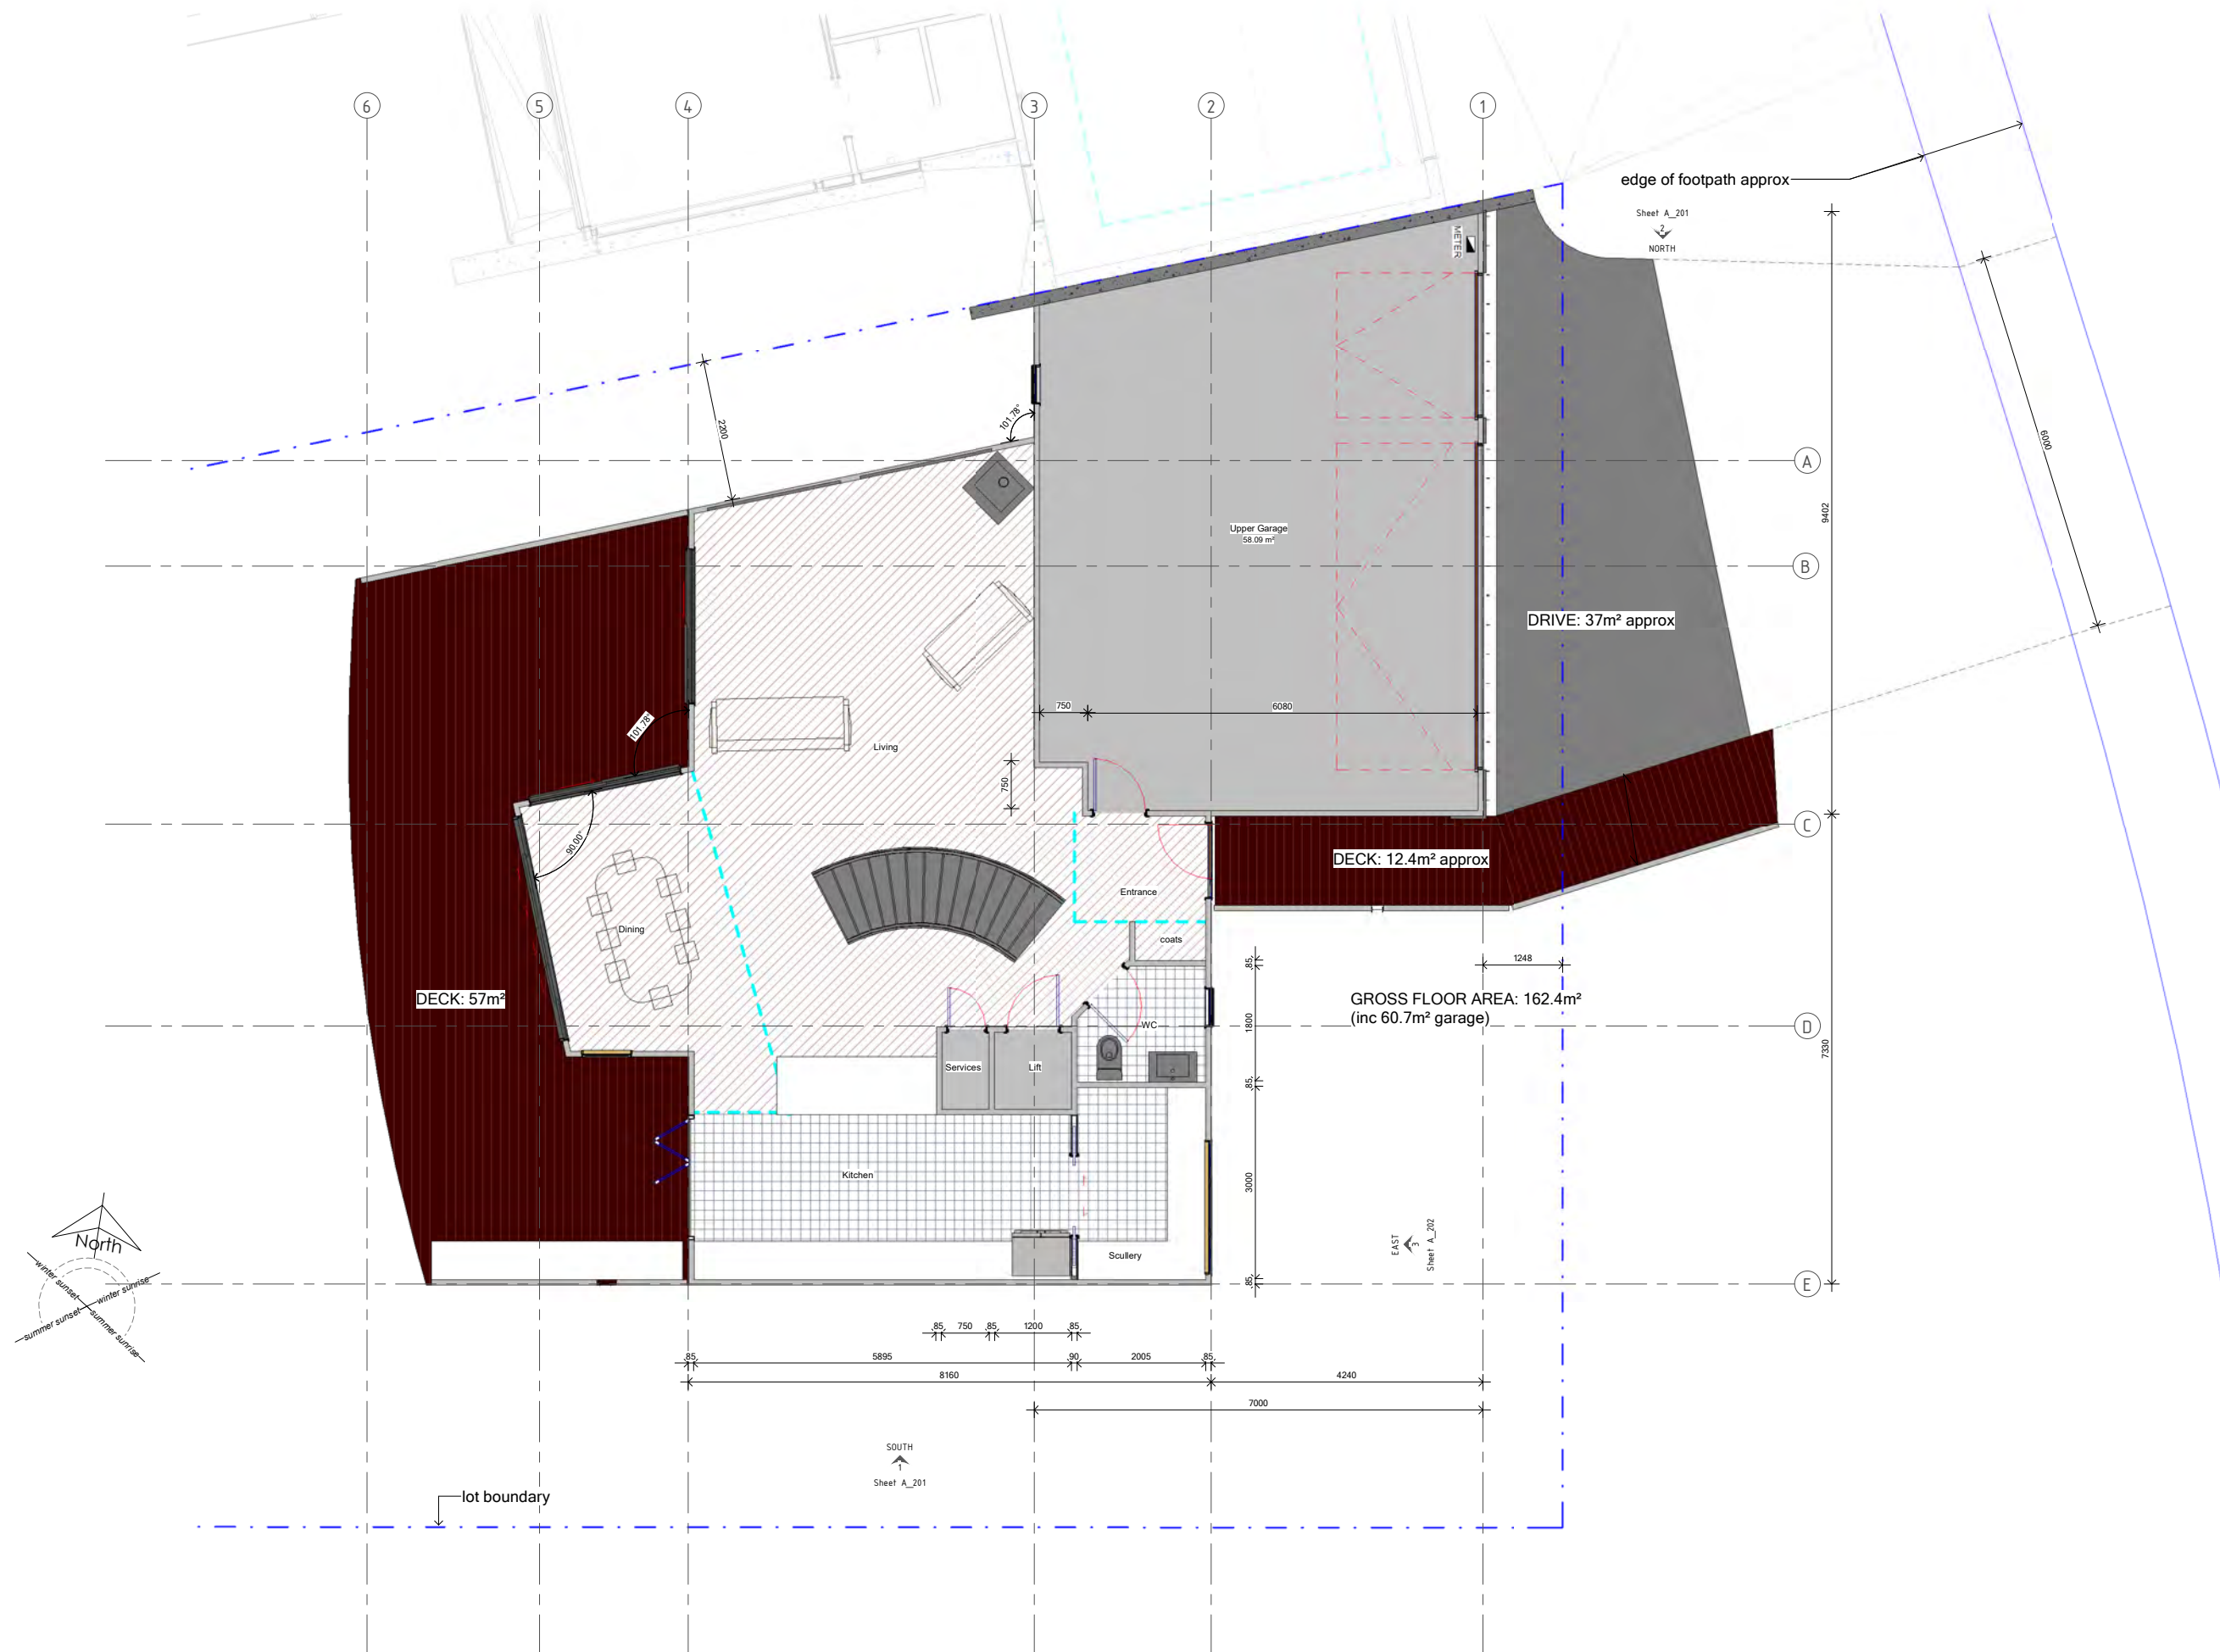 6
5
4
3
2
1
edge of footpath approx
Sheet A_201
2
NORTH
METER
101.78°
2200
6000
A
9402
Upper Garage
58.09 m²
B
DRIVE: 37m² approx
750
6080
101.78°
Living
750
C
90.00°
DECK: 12.4m² approx
Entrance
Dining
coats
85
1248
DECK: 57m²
GROSS FLOOR AREA: 162.4m²
(inc 60.7m² garage)
WC
1800
D
7330
Services
Lift
85
Kitchen
3000
EAST
3
Sheet A_202
Scullery
North
winter sunset
winter sunrise
summer sunset
summer sunrise
85
E
85
750
85
1200
85
85
5895
90
2005
85
8160
4240
7000
SOUTH
1
Sheet A_201
lot boundary